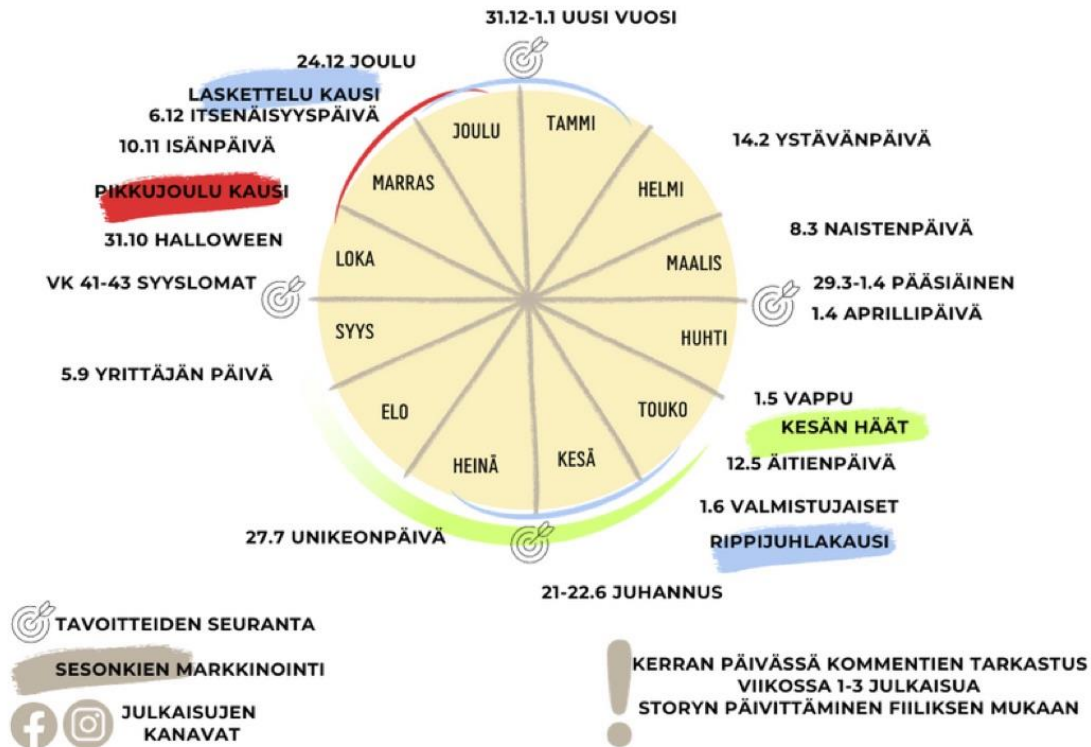 31.12-1.1 UUSI VUOSI
24.12 JOULU
LASKETTELU KAUSI
6.12 ITSENÄISYYSPÄIVÄ
10.11 ISÄNPÄIVÄ
PIKKUJOULU KAUSI
31.10 HALLOWEEN
VK 41-43 SYYSLOMAT
5.9 YRITTÄJÄN PÄIVÄ
27.7 UNIKEONPÄIVÄ
JOULU
TAMMI
MARRAS
HELMI
LOKA
MAALIS
SYYS
HUHTI
ELO
TOUKO
HEINÄ
KESÄ
14.2 YSTÄVÄNPÄIVÄ
8.3 NAISTENPÄIVÄ
29.3-1.4 PÄÄSIÄINEN
1.4 APRILLIPÄIVÄ
1.5 VAPPU
KESÄN HÄÄT
12.5 ÄITIENPÄIVÄ
1.6 VALMISTUJAISET
RIPPIJUHLAKAUSI
21-22.6 JUHANNUS
TAVOITTEIDEN SEURANTA
SESONKIEN MARKKINOINTI
JULKAISUJEN
KANAVAT
KERRAN PÄIVÄSSÄ KOMMENTIEN TARKASTUS
VIIKOSSA 1-3 JULKAISUA
STORYN PÄIVITTÄMINEN FIILIKSEN MUKAAN